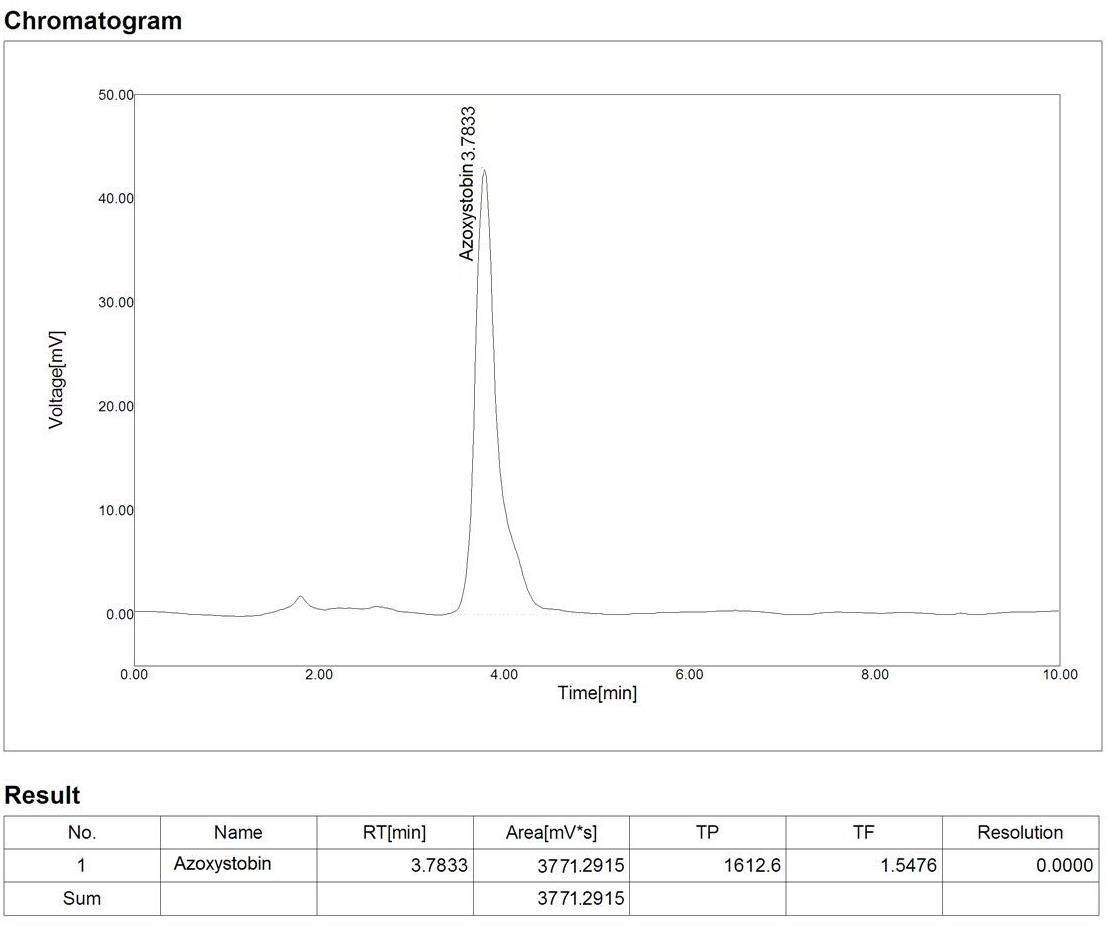 Chromatogram
50.00
40.00
30.00
20.00
10.00
0.00
Voltage[mV]
Azoxystobin 3.7833
0.00 2.00 4.00 6.00 8.00 10.00
Time[min]
Result
No. Name RT[min] Area[mV*s] TP TF Resolution
1 Azoxystobin 3.7833 3771.2915 1612.6 1.5476 0.0000
Sum 3771.2915